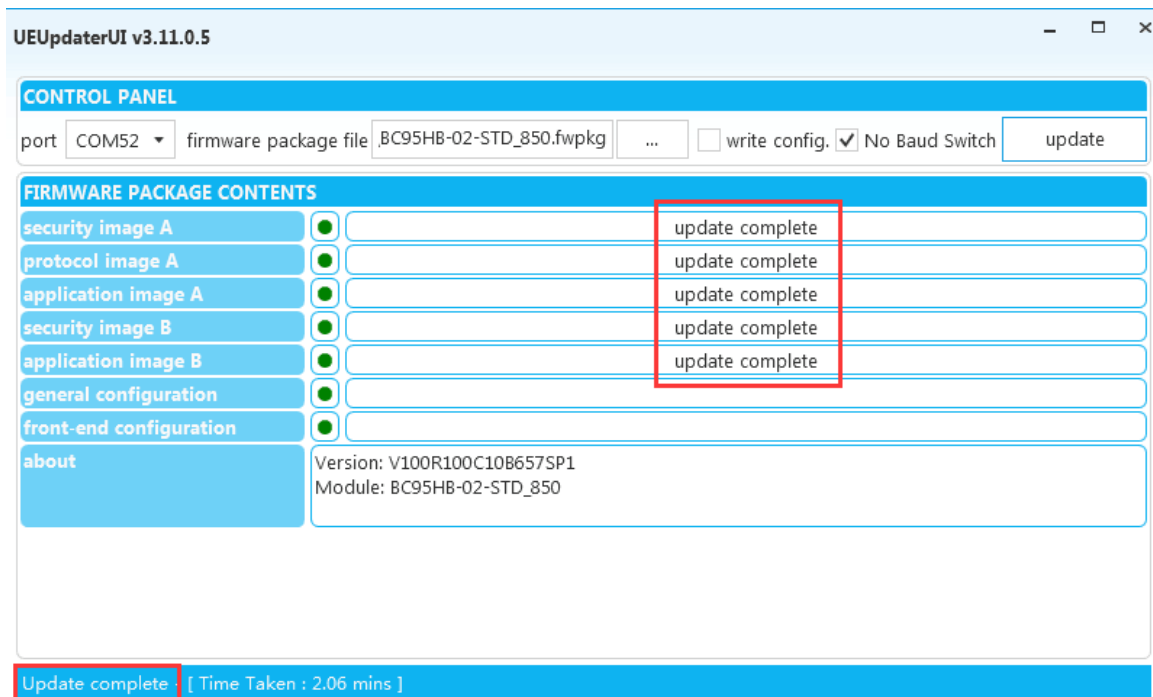 UEUpdaterUI v3.11.0.5
CONTROL PANEL
port COM52 firmware package file BC95HB-02-STD_850.fwpkg ... write config. No Baud Switch update
FIRMWARE PACKAGE CONTENTS
security image A update complete
protocol image A update complete
application image A update complete
security image B update complete
application image B update complete
general configuration
front-end configuration
about Version: V100R100C10B657SP1
Module: BC95HB-02-STD_850
Update complete - [ Time Taken : 2.06 mins ]